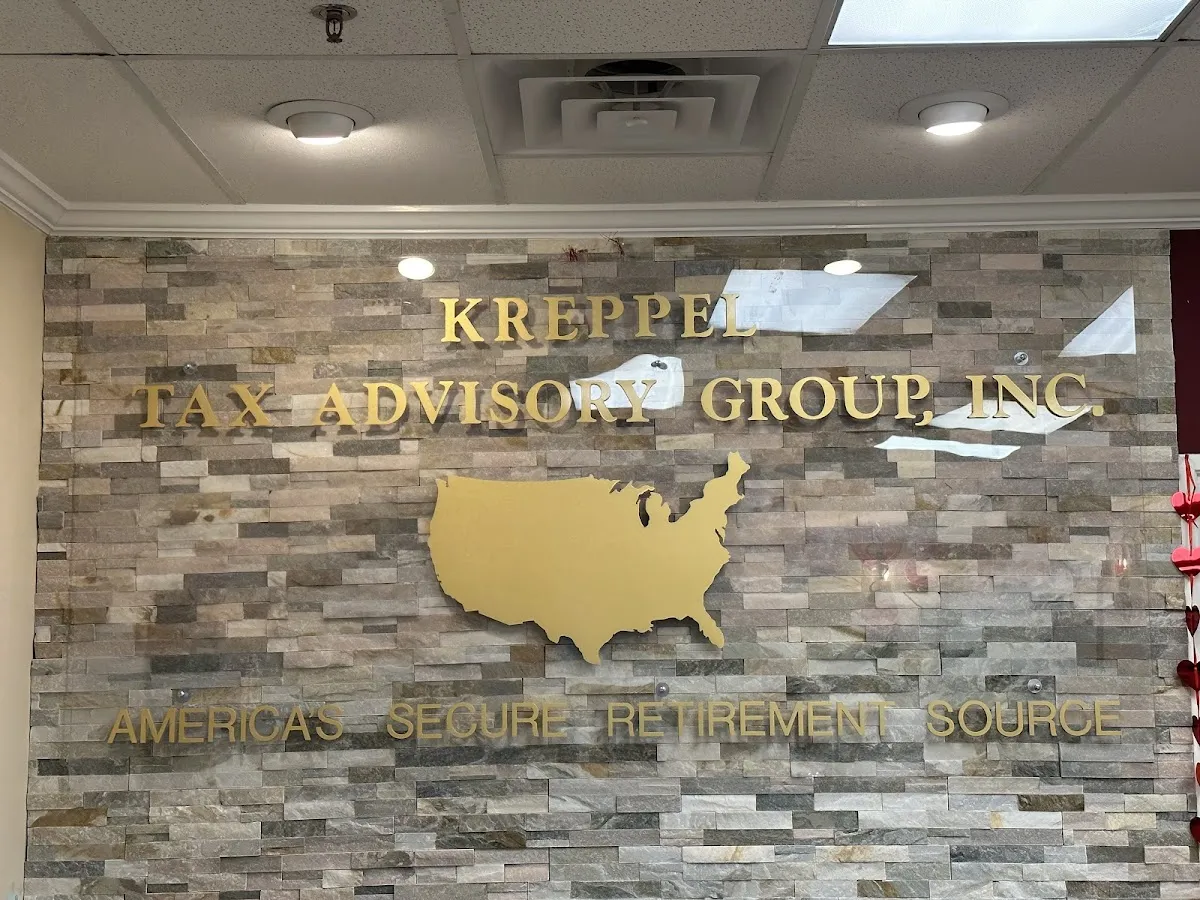 KREPPEL
TAX ADVISORY GROUP, INC.
AMERICA'S SECURE RETIREMENT SOURCE